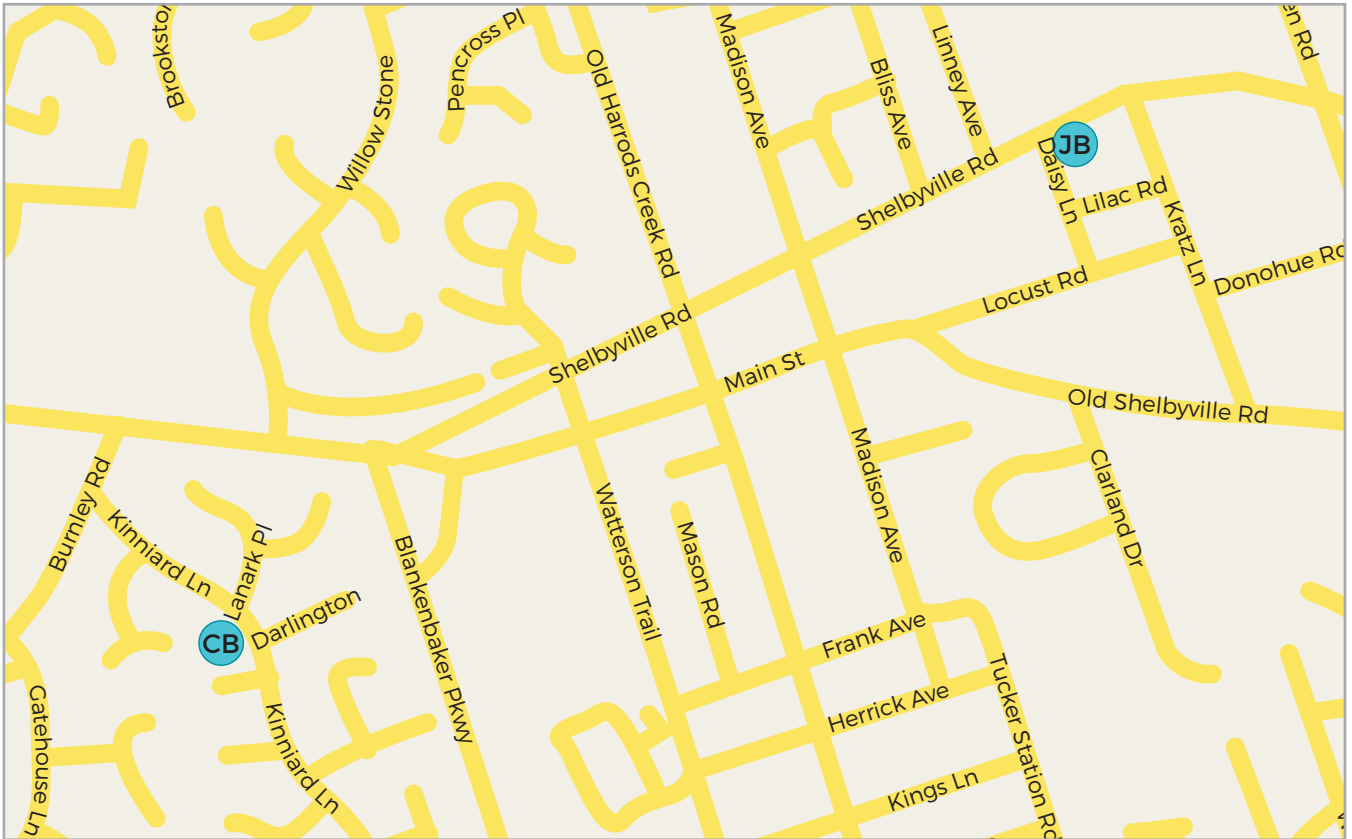 Brooksto
Willow Stone
Pencross Pl
Old Harrods Creek Rd
Madison Ave
Bliss Ave
Linney Ave
en Rd
JB
Daisy Ln
Shelbyville Rd
Lilac Rd
Kratz Ln
Donohue Rd
Locust Rd
Shelbyville Rd
Main St
Old Shelbyville Rd
Burnley Rd
Kinniard Ln
Lanark Pl
Blankenbaker Pkwy
Watterson Trail
Mason Rd
Madison Ave
Clarland Dr
CB
Darlington
Frank Ave
Gatehouse Ln
Kinniard Ln
Herrick Ave
Tucker Station Rd
Kings Ln